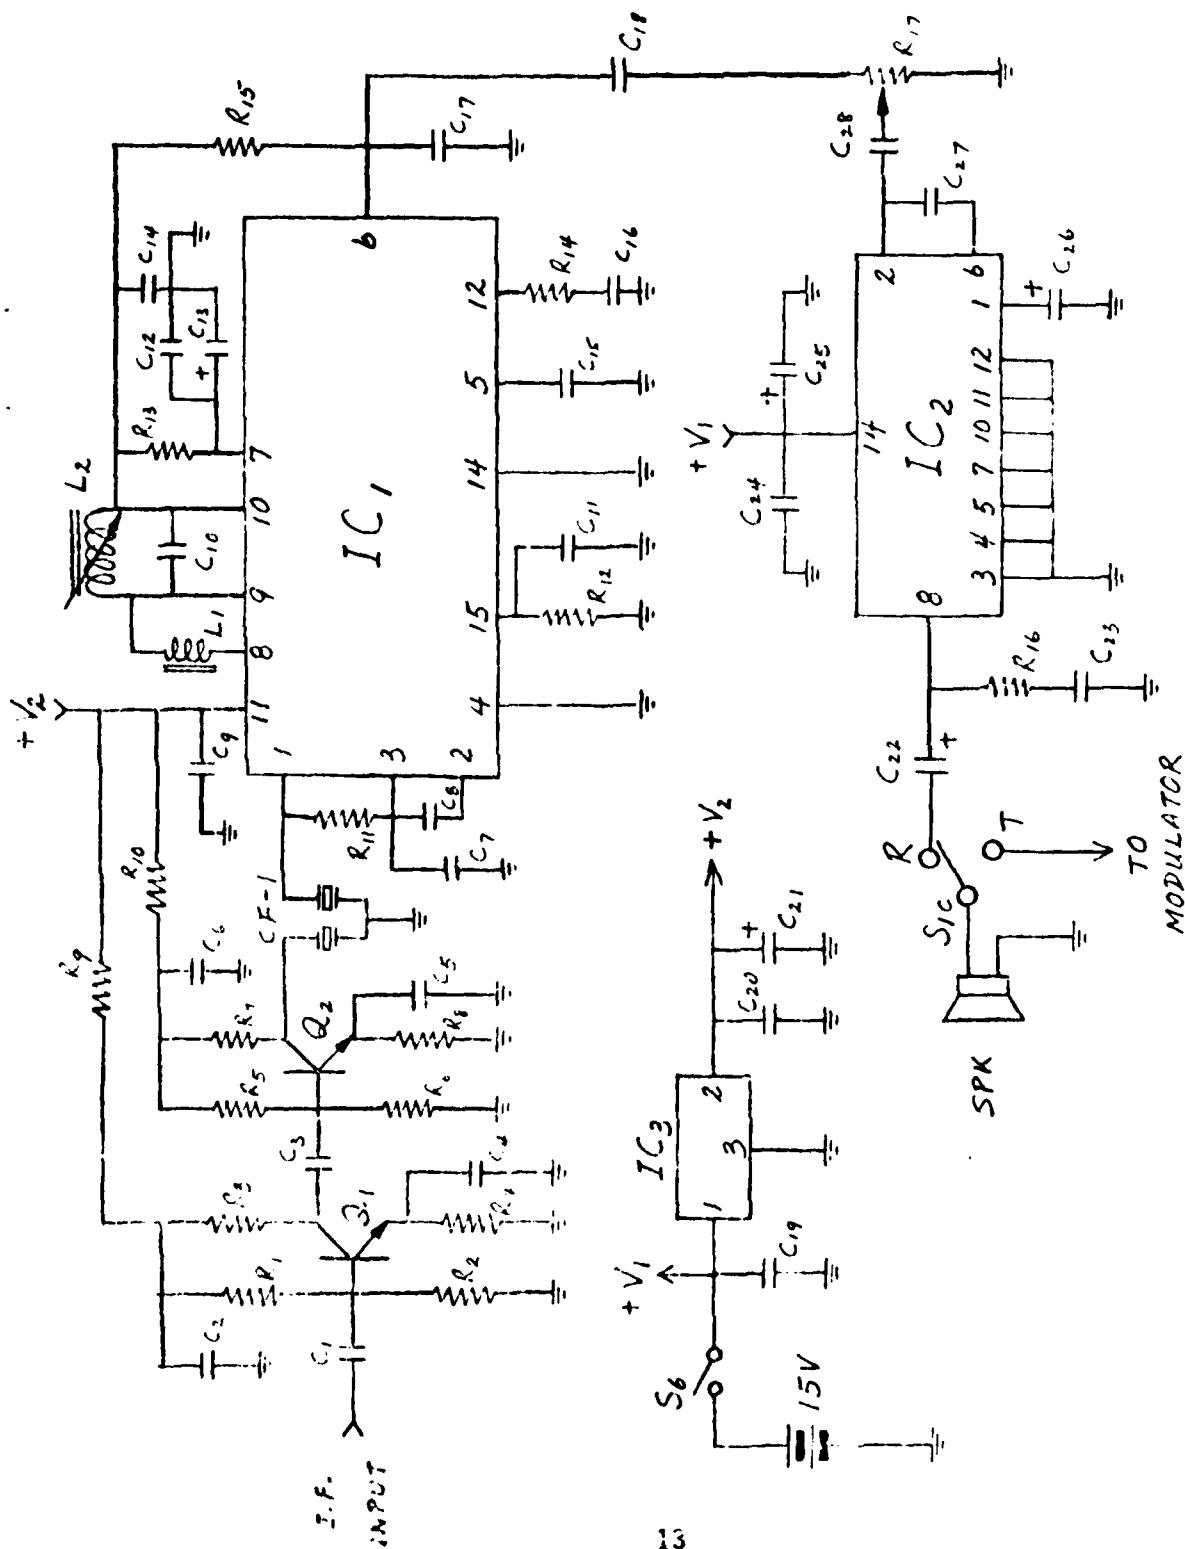 +V2
L2
L1
C10
R13
C12
C13
+
C14
R15
C18
R9
R10
C6
C9
11
8
9
10
7
1
3
2
IC1
6
4
15
14
5
12
C17
R17
R11
C8
C7
CF-1
R7
R5
Q2
C5
R8
R6
C3
C4
R3
Q1
R4
R1
R2
C2
C1
I.F.
INPUT
R12
C11
C15
R14
C16
+V1
C24
+
C25
14
IC2
8
2
6
3
4
5
7
10
11
12
1
+
C26
C27
C28
R16
C23
C22
+
R
T
S1C
TO
MODULATOR
SPK
S6
15V
+V1
C19
IC3
1
2
3
C20
+
C21
+V2
13